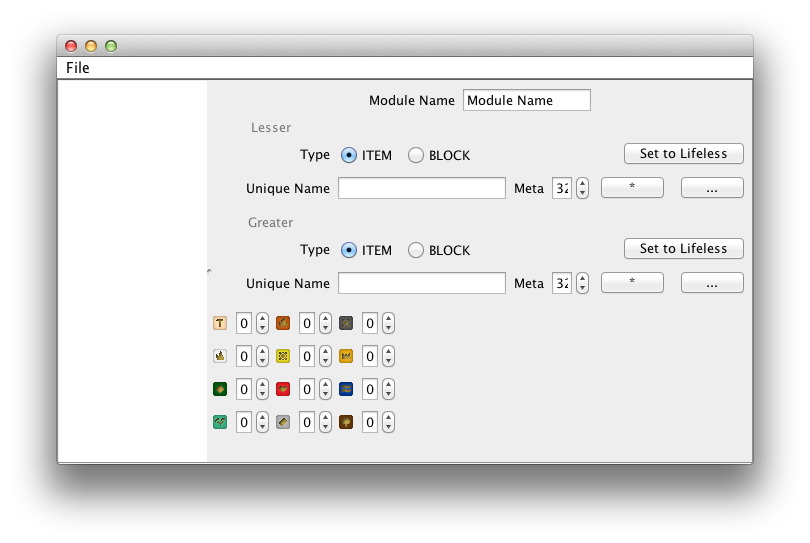 File
Module Name Module Name
Lesser
Type ITEM BLOCK Set to Lifeless
Unique Name Meta 32 * ...
Greater
Type ITEM BLOCK Set to Lifeless
Unique Name Meta 32 * ...
T 0 0 0
0 0 0
0 0 0
0 0 0